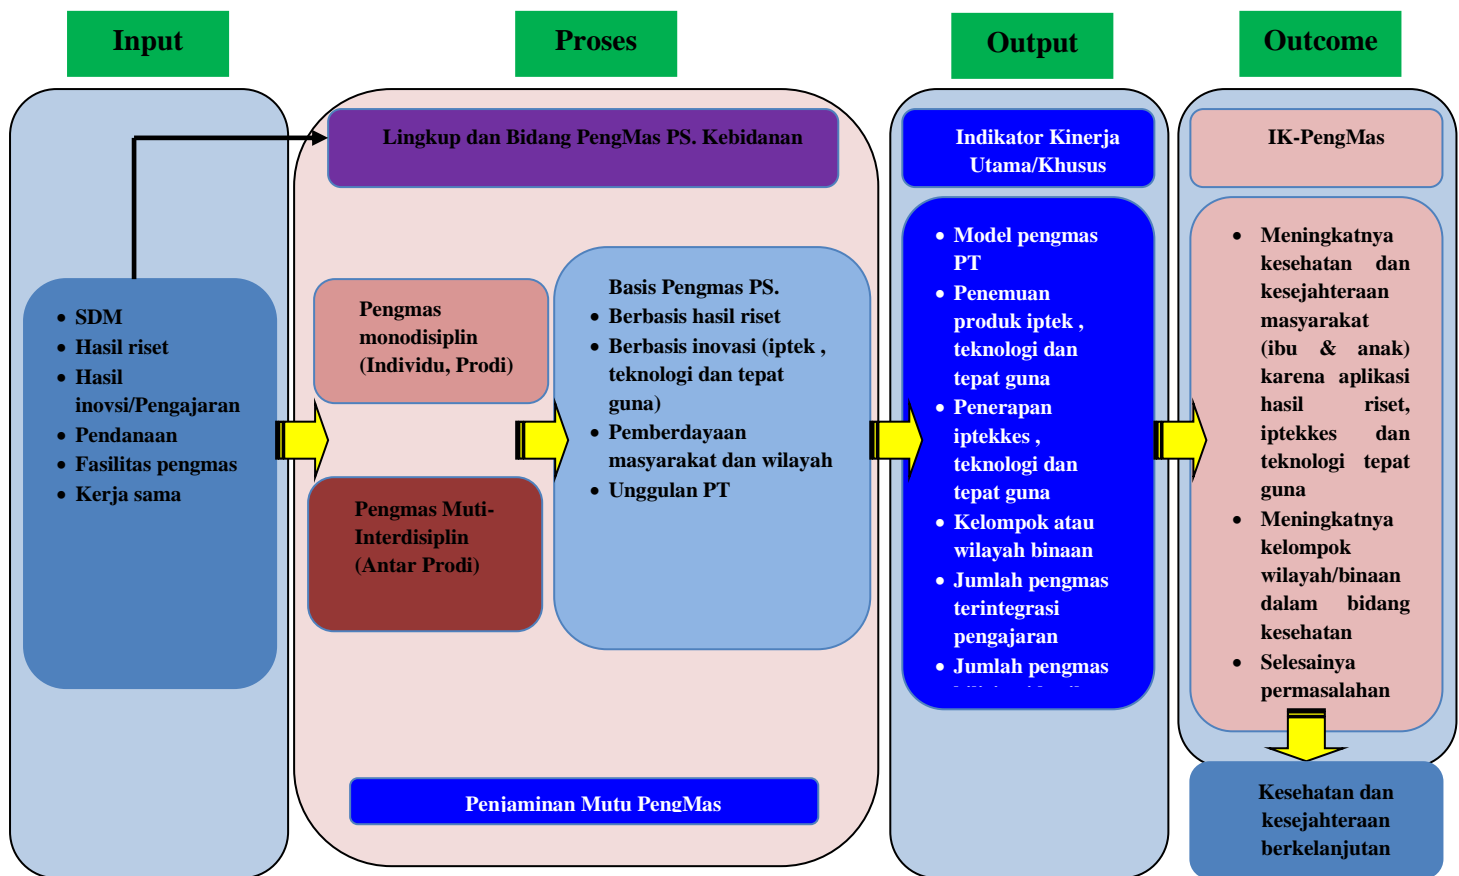 Input
Proses
Output
Outcome
Lingkup dan Bidang PengMas PS. Kebidanan
Indikator Kinerja
Utama/Khusus
IK-PengMas
• SDM
• Hasil riset
• Hasil
inovsi/Pengajaran
• Pendanaan
• Fasilitas pengmas
• Kerja sama
Pengmas
monodisiplin
(Individu, Prodi)
Pengmas Muti-
Interdisiplin
(Antar Prodi)
Basis Pengmas PS.
• Berbasis hasil riset
• Berbasis inovasi (iptek ,
teknologi dan tepat
guna)
• Pemberdayaan
masyarakat dan wilayah
• Unggulan PT
Penjaminan Mutu PengMas
• Model pengmas
PT
• Penemuan
produk iptek ,
teknologi dan
tepat guna
• Penerapan
iptekkes ,
teknologi dan
tepat guna
• Kelompok atau
wilayah binaan
• Jumlah pengmas
terintegrasi
pengajaran
• Jumlah pengmas
• Meningkatnya
kesehatan dan
kesejahteraan
masyarakat
(ibu & anak)
karena aplikasi
hasil riset,
iptekkes dan
teknologi tepat
guna
• Meningkatnya
kelompok
wilayah/binaan
dalam bidang
kesehatan
• Selesainya
permasalahan
Kesehatan dan
kesejahteraan
berkelanjutan